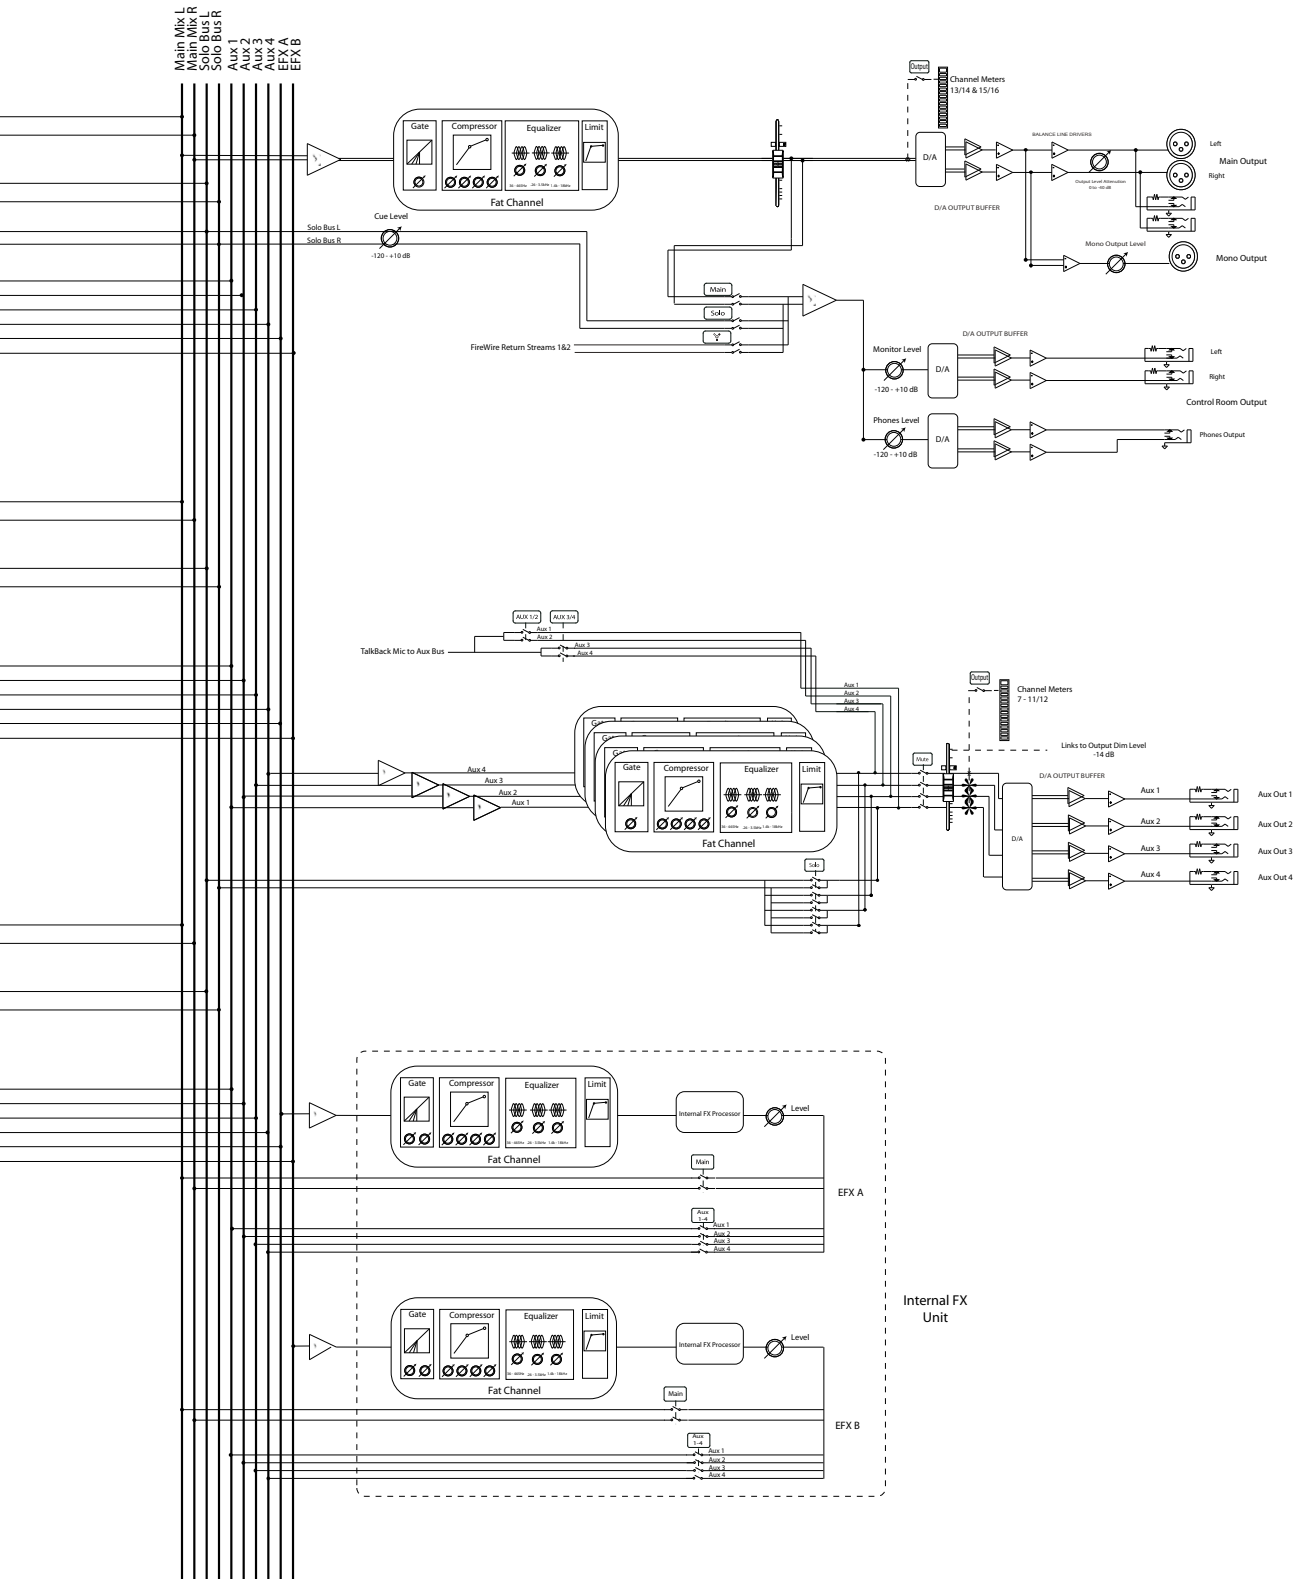 Main Mix L
Main Mix R
Solo Bus L
Solo Bus R
Aux 1
Aux 2
Aux 3
Aux 4
EFX A
EFX B
Output
Channel Meters
13/14 & 15/16
Gate
Compressor
Equalizer
Limit
Fat Channel
D/A
BALANCE LINE DRIVERS
Left
Main Output
Right
Output Level Attenuation
D/A OUTPUT BUFFER
Cue Level
Solo Bus L
Solo Bus R
-120 - +10 dB
Mono Output Level
Mono Output
Main
Solo
FireWire Return Streams 1&2
D/A OUTPUT BUFFER
Monitor Level
D/A
Left
-120 - +10 dB
Right
Control Room Output
Phones Level
D/A
Phones Output
-120 - +10 dB
AUX 1/2
AUX 3/4
Aux 1
Aux 2
TalkBack Mic to Aux Bus
Aux 3
Aux 4
Output
Channel Meters
7 - 11/12
Aux 1
Aux 2
Aux 3
Aux 4
Links to Output Dim Level
-14 dB
Mute
Gate
Compressor
Equalizer
Limit
Fat Channel
Aux 4
Aux 3
Aux 2
Aux 1
D/A OUTPUT BUFFER
D/A
Aux 1
Aux Out 1
Aux 2
Aux Out 2
Aux 3
Aux Out 3
Aux 4
Aux Out 4
Solo
Gate
Compressor
Equalizer
Limit
Fat Channel
Internal FX Processor
Level
Main
EFX A
Aux
1-4
Aux 1
Aux 2
Aux 3
Aux 4
Internal FX
Unit
Gate
Compressor
Equalizer
Limit
Fat Channel
Internal FX Processor
Level
Main
EFX B
Aux
1-4
Aux 1
Aux 2
Aux 3
Aux 4